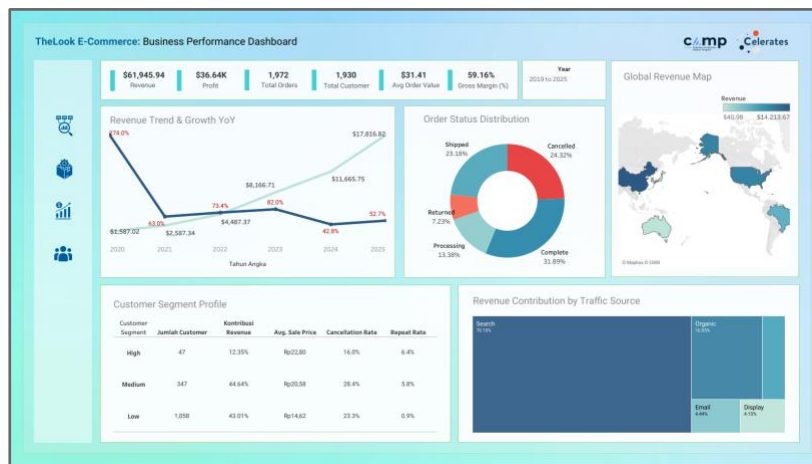 TheLook E-Commerce: Business Performance Dashboard
Celerates
$61,945.94
Revenue
$36.64K
Profit
1,972
Total Orders
1,930
Total Customer
$31.41
Avg Order Value
59.16%
Gross Margin (%)
Year
2019 to 2025
Global Revenue Map
Revenue
$40.08 $14,213.67
© Mapbox © OSM
Revenue Trend & Growth YoY
274.0%
$17,816.82
$11,665.75
$8,166.71
73.4%
82.0%
52.7%
63.0%
$4,487.37
42.8%
$1,587.02
$2,587.34
2020 2021 2022 2023 2024 2025
Tahun Angka
Order Status Distribution
Shipped
23.18%
Cancelled
24.32%
Returned
7.23%
Processing
13.38%
Complete
31.89%
Customer Segment Profile
Customer Segment Jumlah Customer Kontribusi Revenue Avg. Sale Price Cancellation Rate Repeat Rate
High 47 12.35% Rp22,80 16.0% 6.4%
Medium 347 44.64% Rp20,58 28.4% 5.8%
Low 1,058 43.01% Rp14,62 23.3% 0.9%
Revenue Contribution by Traffic Source
Search
Organic
Email
4.44%
Display
4.13%